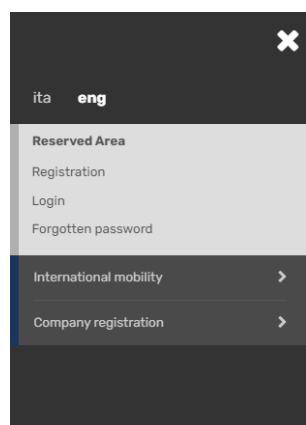 ita eng
Reserved Area
Registration
Login
Forgotten password
International mobility
Company registration